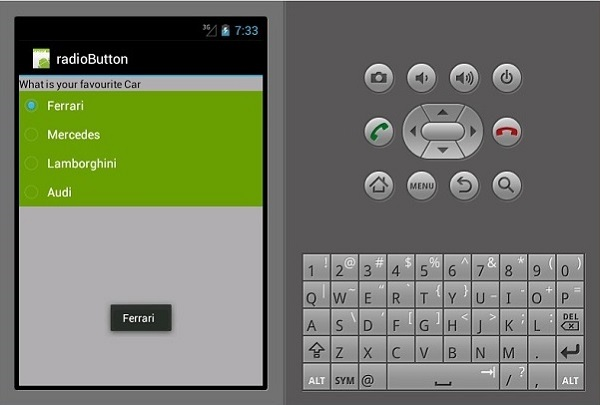 3G 7:33
radioButton
What is your favourite Car
Ferrari
Mercedes
Lamborghini
Audi
Ferrari
MENU
1 ! 2 @ 3 # 4 $ 5 % 6 ^ 7 & 8 * 9 ( 0 )
Q | W ~ E " R ` T { Y } U _ I - O + P =
A S \ D ' F [ G ] H < J > K ; L : DEL
Z X C V B N M .
ALT SYM @ / ? , ALT